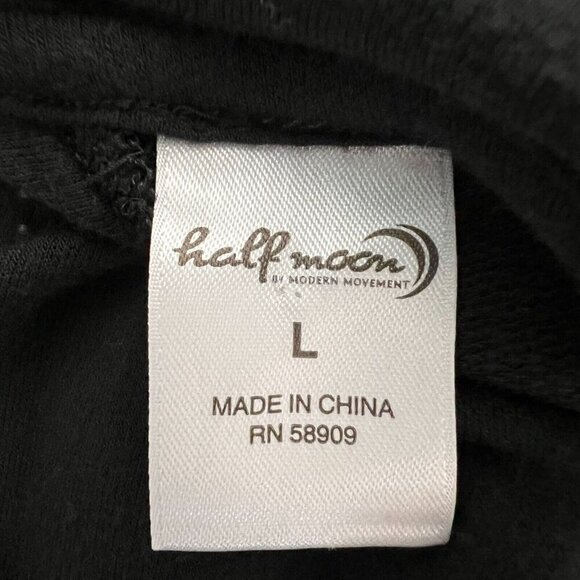 half moon
BY MODERN MOVEMENT
L
MADE IN CHINA
RN 58909